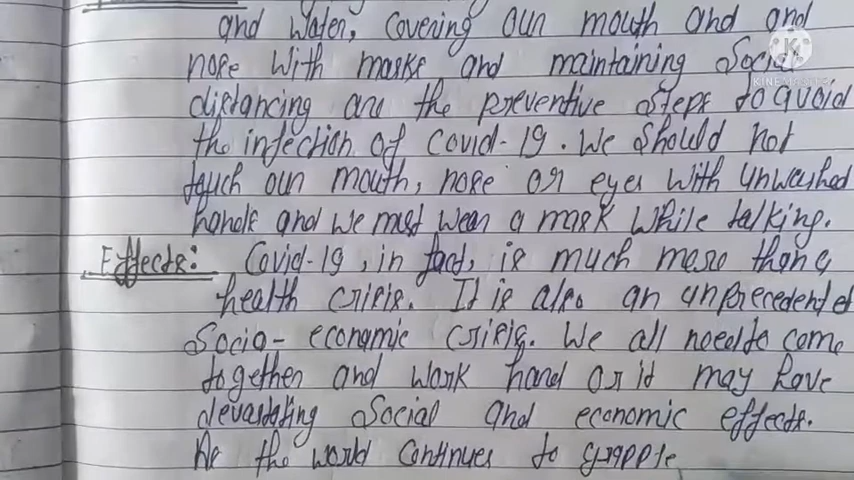 and water, covering our mouth and and
nose with masks and maintaining Social
KINEMASTER
distancing are the preventive steps to avoid
the infection of covid-19. We should not
touch our mouth, nose or eyes with unwashed
hands and we must wear a mask while talking.
Effects: Covid-19, in fact, is much more than a
health crisis. It is also an unprecedented
Socio-economic crisis. We all need to come
together and work hand or it may have
devastating social and economic effects.
As the world continues to grapple